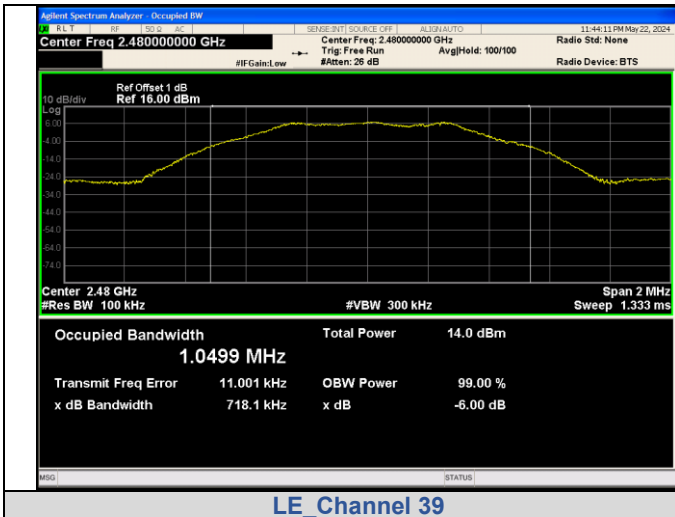 Agilent Spectrum Analyzer - Occupied BW
RLT RF 50 Ω AC SENSE:INT SOURCE OFF ALIGNAUTO 11:44:11 PM May 22, 2024
Center Freq 2.480000000 GHz Center Freq: 2.480000000 GHz Radio Std: None
Trig: Free Run Avg|Hold: 100/100
#IFGain:Low #Atten: 26 dB Radio Device: BTS
Ref Offset 1 dB
10 dB/div Ref 16.00 dBm
Log
6.00
-4.00
-14.0
-24.0
-34.0
-44.0
-54.0
-64.0
-74.0
Center 2.48 GHz Span 2 MHz
#Res BW 100 kHz #VBW 300 kHz Sweep 1.333 ms
Occupied Bandwidth Total Power 14.0 dBm
1.0499 MHz
Transmit Freq Error 11.001 kHz OBW Power 99.00 %
x dB Bandwidth 718.1 kHz x dB -6.00 dB
MSG STATUS
LE_Channel 39